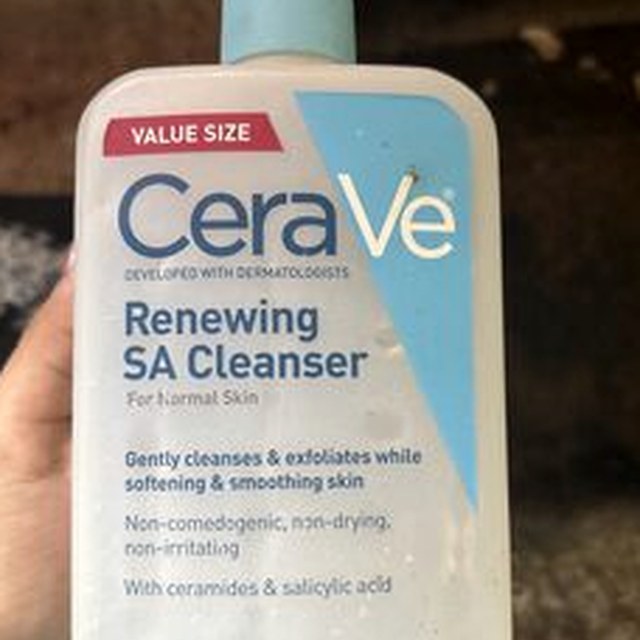 VALUE SIZE
CeraVe
DEVELOPED WITH DERMATOLOGISTS
Renewing
SA Cleanser
For Normal Skin
Gently cleanses & exfoliates while
softening & smoothing skin
Non-comedogenic, non-drying,
non-irritating
With ceramides & salicylic acid